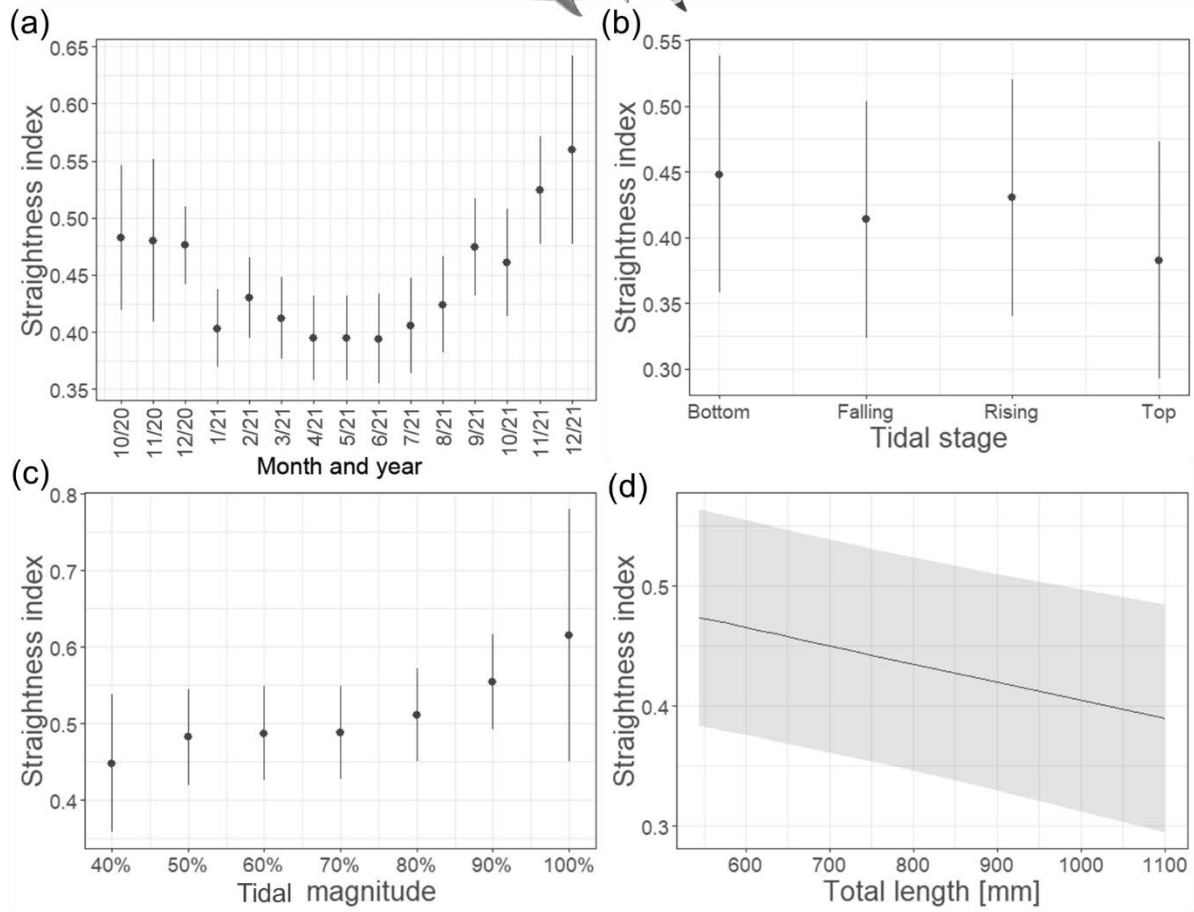 (a)
Straightness index
0.65
0.60
0.55
0.50
0.45
0.40
0.35
10/20
11/20
12/20
1/21
2/21
3/21
4/21
5/21
6/21
7/21
8/21
9/21
10/21
11/21
12/21
Month and year
(b)
Straightness index
0.55
0.50
0.45
0.40
0.35
0.30
Bottom Falling Rising Top
Tidal stage
(c)
Straightness index
0.8
0.7
0.6
0.5
0.4
40% 50% 60% 70% 80% 90% 100%
Tidal magnitude
(d)
Straightness index
0.5
0.4
0.3
600 700 800 900 1000 1100
Total length [mm]